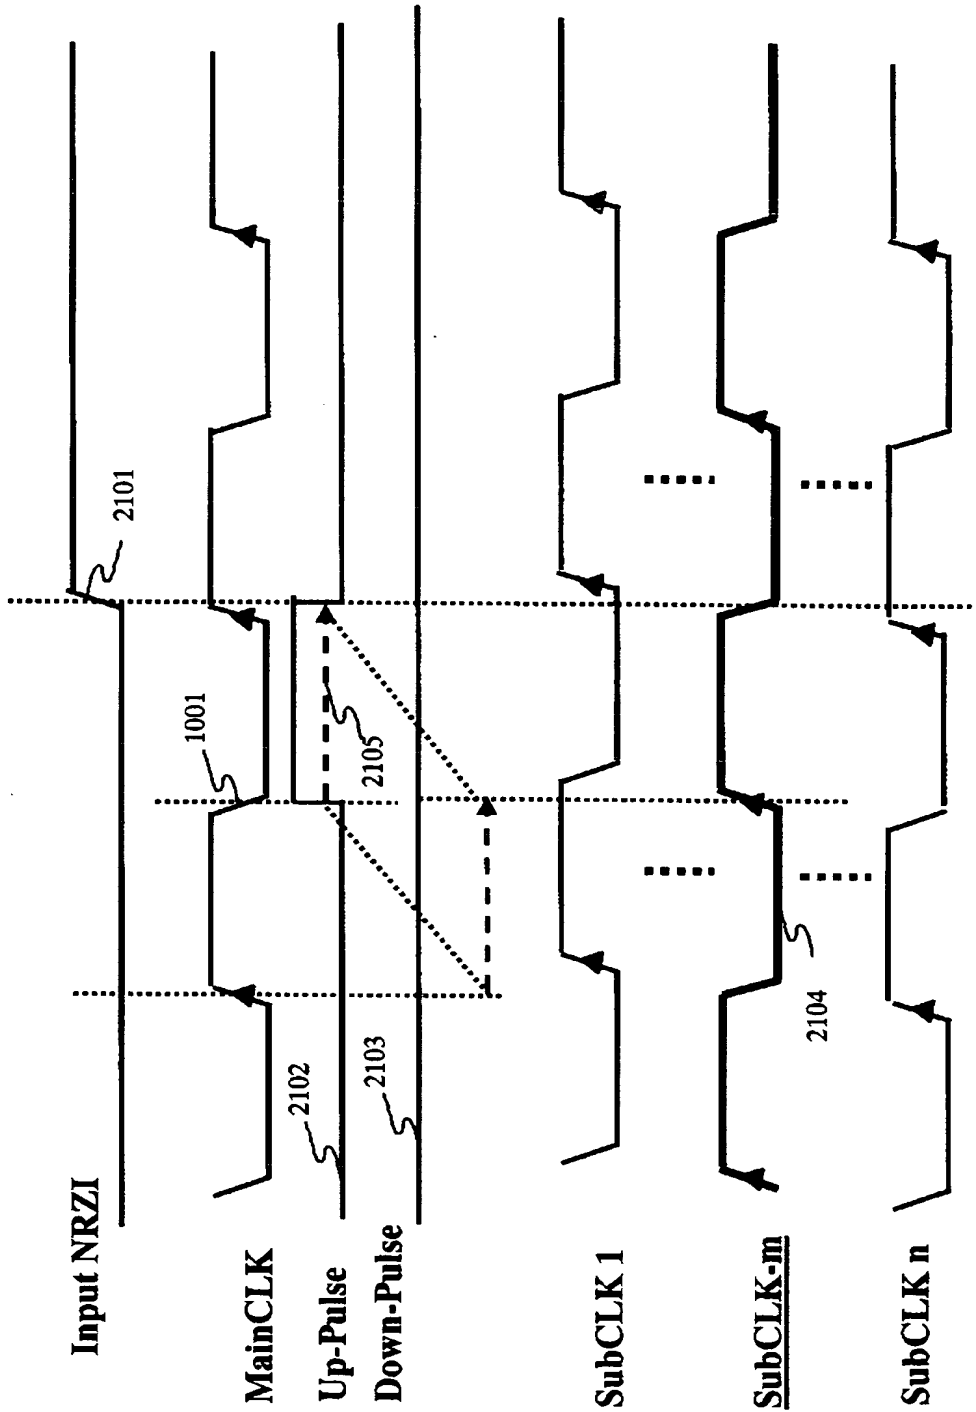 Input NRZI
2101
MainCLK
1001
Up-Pulse
2102
2105
Down-Pulse
2103
SubCLK 1
SubCLK-m
2104
SubCLK n